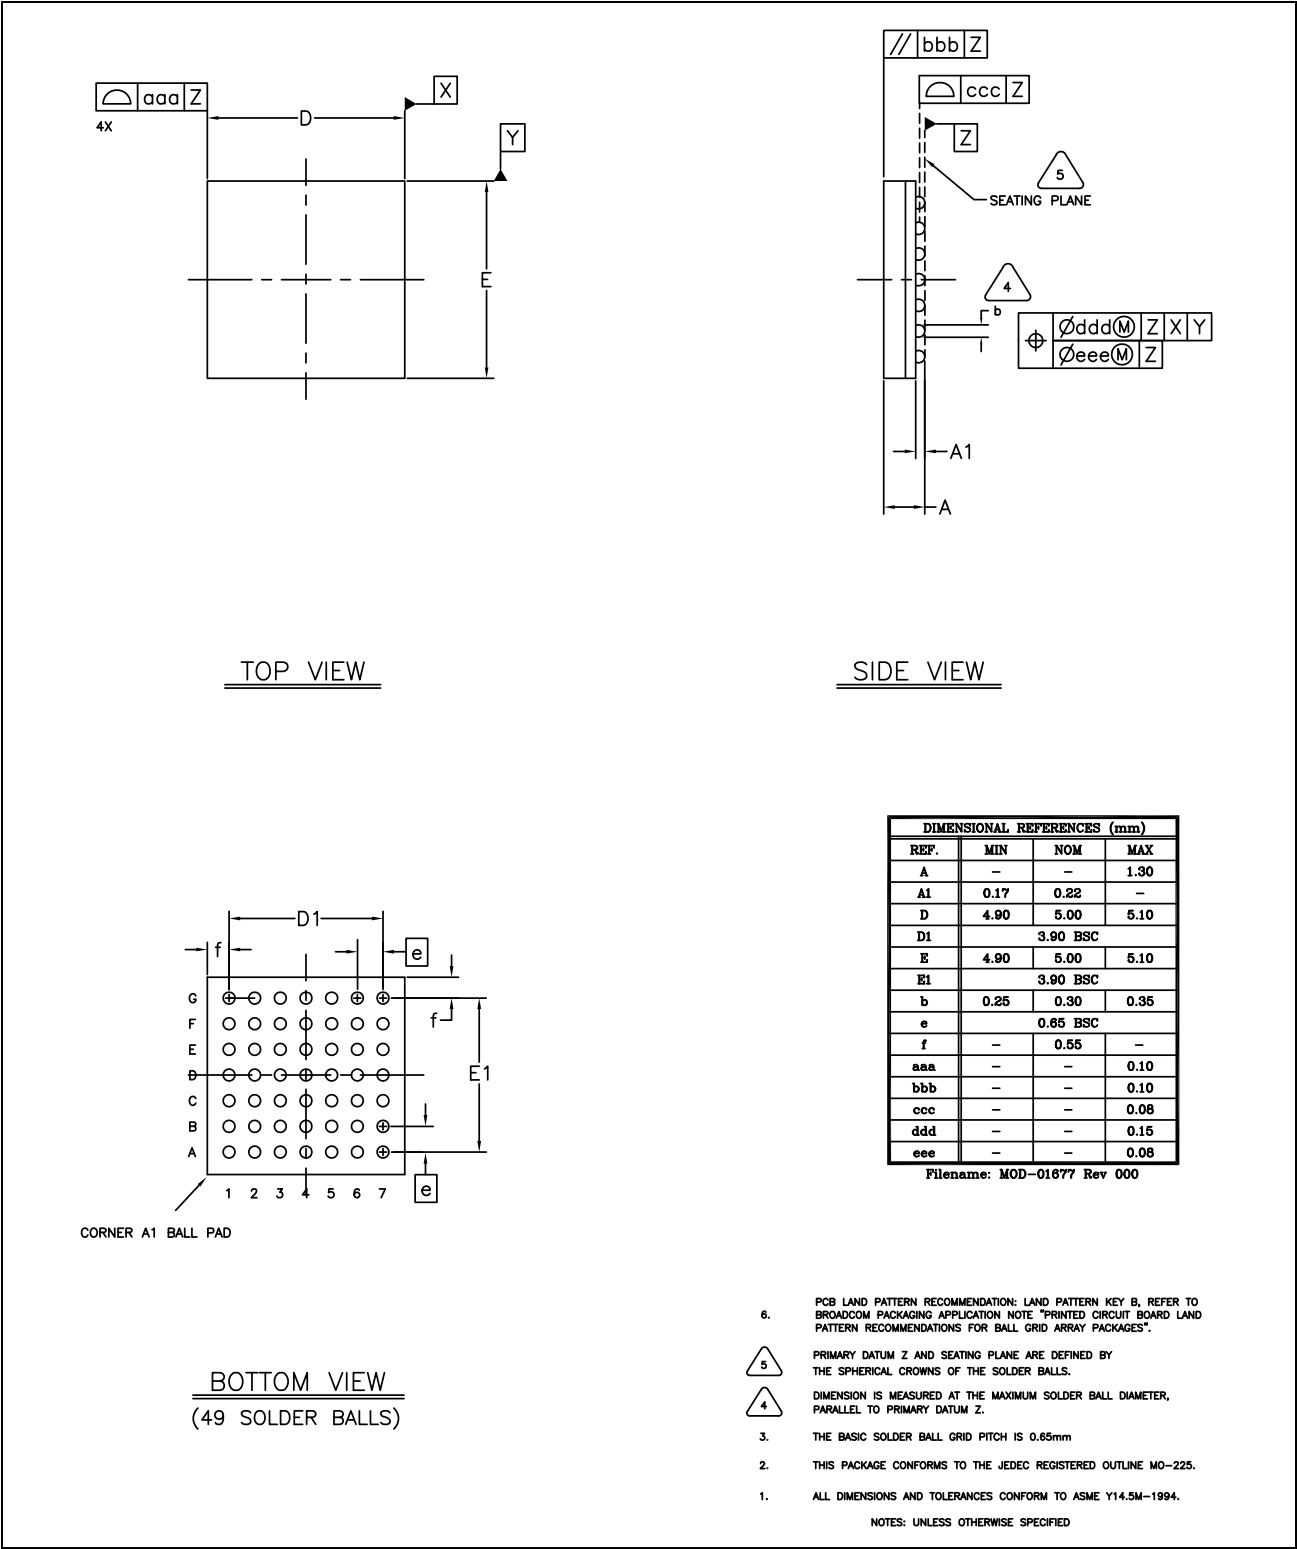 // bbb Z
aaa Z
4X
D
X
Y
E
ccc Z
Z
5
SEATING PLANE
4
b
Øddd Ⓜ Z X Y
Øeee Ⓜ Z
A1
A
TOP VIEW
SIDE VIEW
DIMENSIONAL REFERENCES (mm)
REF. MIN NOM MAX
A – – 1.30
A1 0.17 0.22 –
D 4.90 5.00 5.10
D1 3.90 BSC
E 4.90 5.00 5.10
E1 3.90 BSC
b 0.25 0.30 0.35
e 0.65 BSC
f – 0.55 –
aaa – – 0.10
bbb – – 0.10
ccc – – 0.08
ddd – – 0.15
eee – – 0.08
Filename: MOD-01677 Rev 000
D1
f
e
G
F
f
E
D
E1
C
B
A
1 2 3 4 5 6 7
e
CORNER A1 BALL PAD
BOTTOM VIEW
(49 SOLDER BALLS)
6. PCB LAND PATTERN RECOMMENDATION: LAND PATTERN KEY B, REFER TO
BROADCOM PACKAGING APPLICATION NOTE "PRINTED CIRCUIT BOARD LAND
PATTERN RECOMMENDATIONS FOR BALL GRID ARRAY PACKAGES".
5 PRIMARY DATUM Z AND SEATING PLANE ARE DEFINED BY
THE SPHERICAL CROWNS OF THE SOLDER BALLS.
4 DIMENSION IS MEASURED AT THE MAXIMUM SOLDER BALL DIAMETER,
PARALLEL TO PRIMARY DATUM Z.
3. THE BASIC SOLDER BALL GRID PITCH IS 0.65mm
2. THIS PACKAGE CONFORMS TO THE JEDEC REGISTERED OUTLINE MO-225.
1. ALL DIMENSIONS AND TOLERANCES CONFORM TO ASME Y14.5M-1994.
NOTES: UNLESS OTHERWISE SPECIFIED